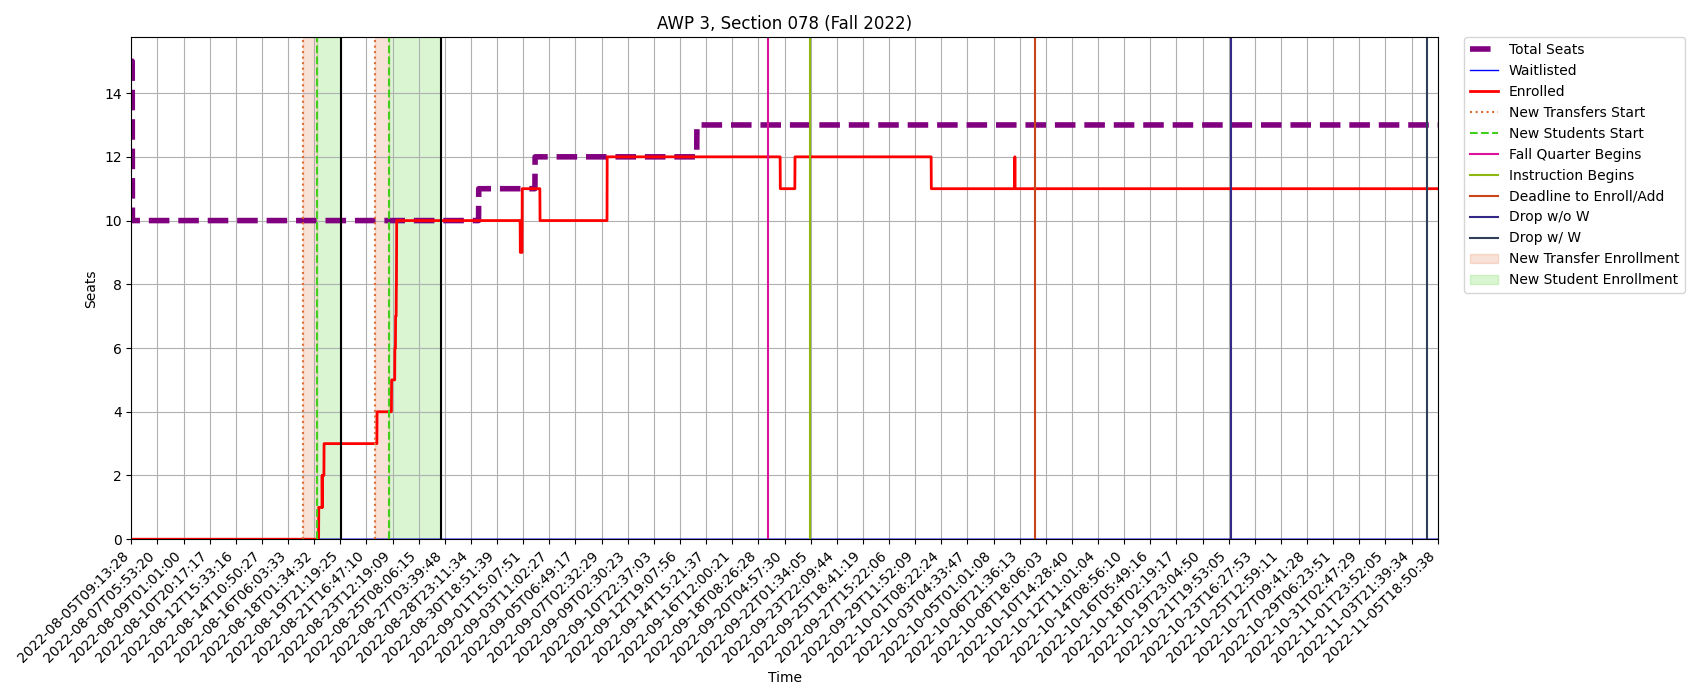 AWP 3, Section 078 (Fall 2022)
Total Seats
Waitlisted
Enrolled
New Transfers Start
New Students Start
Fall Quarter Begins
Instruction Begins
Deadline to Enroll/Add
Drop w/o W
Drop w/ W
New Transfer Enrollment
New Student Enrollment
14
12
10
8
6
4
2
0
Seats
2022-08-05T09:13:28
2022-08-07T05:53:20
2022-08-09T01:01:00
2022-08-10T20:17:17
2022-08-12T15:33:16
2022-08-14T10:50:27
2022-08-16T06:03:33
2022-08-18T01:34:32
2022-08-19T21:19:25
2022-08-21T16:47:10
2022-08-23T12:19:09
2022-08-25T08:06:15
2022-08-27T03:39:48
2022-08-28T23:11:34
2022-08-30T18:51:39
2022-09-01T15:07:51
2022-09-03T11:02:27
2022-09-05T06:49:17
2022-09-07T02:32:29
2022-09-09T02:30:23
2022-09-10T22:37:03
2022-09-12T19:07:56
2022-09-14T15:21:37
2022-09-16T12:00:21
2022-09-18T08:26:28
2022-09-20T04:57:30
2022-09-22T01:34:05
2022-09-23T22:09:44
2022-09-25T18:41:19
2022-09-27T15:22:06
2022-09-29T11:52:09
2022-10-01T08:22:24
2022-10-03T04:33:47
2022-10-05T01:01:08
2022-10-06T21:36:13
2022-10-08T18:06:03
2022-10-10T14:28:40
2022-10-12T11:01:04
2022-10-14T08:56:10
2022-10-16T05:49:16
2022-10-18T02:19:17
2022-10-19T23:04:50
2022-10-21T19:53:05
2022-10-23T16:27:53
2022-10-25T12:59:11
2022-10-27T09:41:28
2022-10-29T06:23:51
2022-10-31T02:47:29
2022-11-01T23:52:05
2022-11-03T21:39:34
2022-11-05T18:50:38
Time